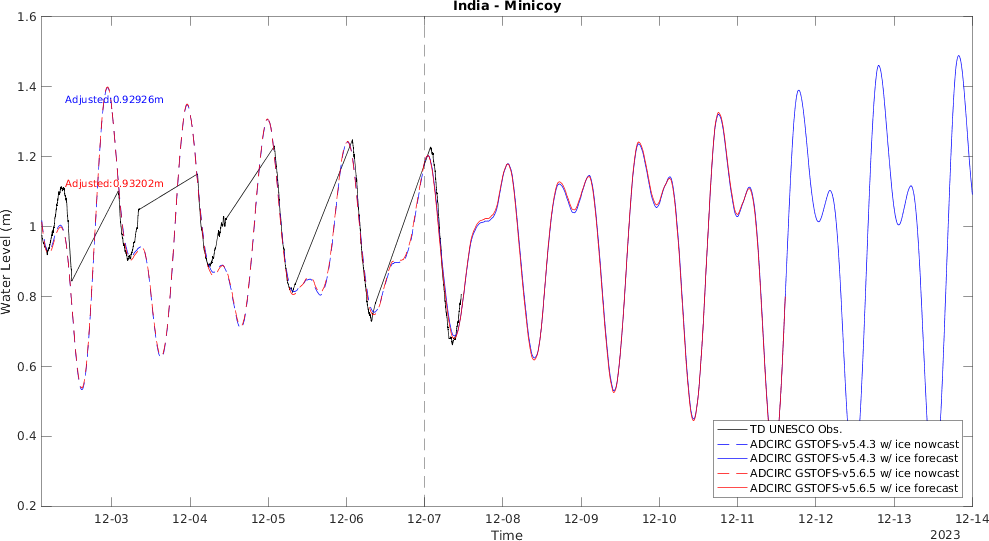 India - Minicoy
Water Level (m)
1.6
1.4
1.2
1
0.8
0.6
0.4
0.2
Adjusted:0.92926m
Adjusted:0.93202m
TD UNESCO Obs.
ADCIRC GSTOFS-v5.4.3 w/ ice nowcast
ADCIRC GSTOFS-v5.4.3 w/ ice forecast
ADCIRC GSTOFS-v5.6.5 w/ ice nowcast
ADCIRC GSTOFS-v5.6.5 w/ ice forecast
12-03 12-04 12-05 12-06 12-07 12-08 12-09 12-10 12-11 12-12 12-13 12-14
Time
2023